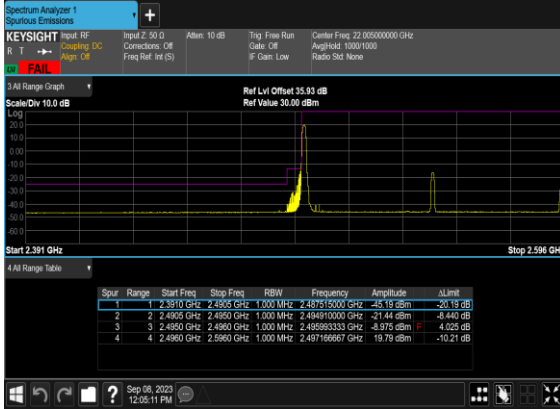 Spectrum Analyzer 1
Spurious Emissions
+
KEYSIGHT Input: RF Input Z: 50 Ω Atten: 10 dB Trig: Free Run Center Freq: 22.005000000 GHz
R T Coupling: DC Corrections: Off Gate: Off Avg|Hold: 1000/1000
Align: Off Freq Ref: Int (S) IF Gain: Low Radio Std: None
FAIL
3 All Range Graph
Ref Lvl Offset 35.93 dB
Scale/Div 10.0 dB Ref Value 30.00 dBm
Log
20.0
10.0
0.00
-10.0
-20.0
-30.0
-40.0
-50.0
-60.0
Start 2.391 GHz Stop 2.596 GH
4 All Range Table
Spur Range Start Freq Stop Freq RBW Frequency Amplitude ΔLimit
1 1 2.3910 GHz 2.4905 GHz 1.000 MHz 2.487515000 GHz -45.19 dBm -20.19 dB
2 2 2.4905 GHz 2.4950 GHz 1.000 MHz 2.494910000 GHz -21.44 dBm -8.440 dB
3 3 2.4950 GHz 2.4960 GHz 1.000 MHz 2.495993333 GHz -8.975 dBm F 4.025 dB
4 4 2.4960 GHz 2.5960 GHz 1.000 MHz 2.497166667 GHz 19.79 dBm -10.21 dB
? Sep 08, 2023
12:05:11 PM